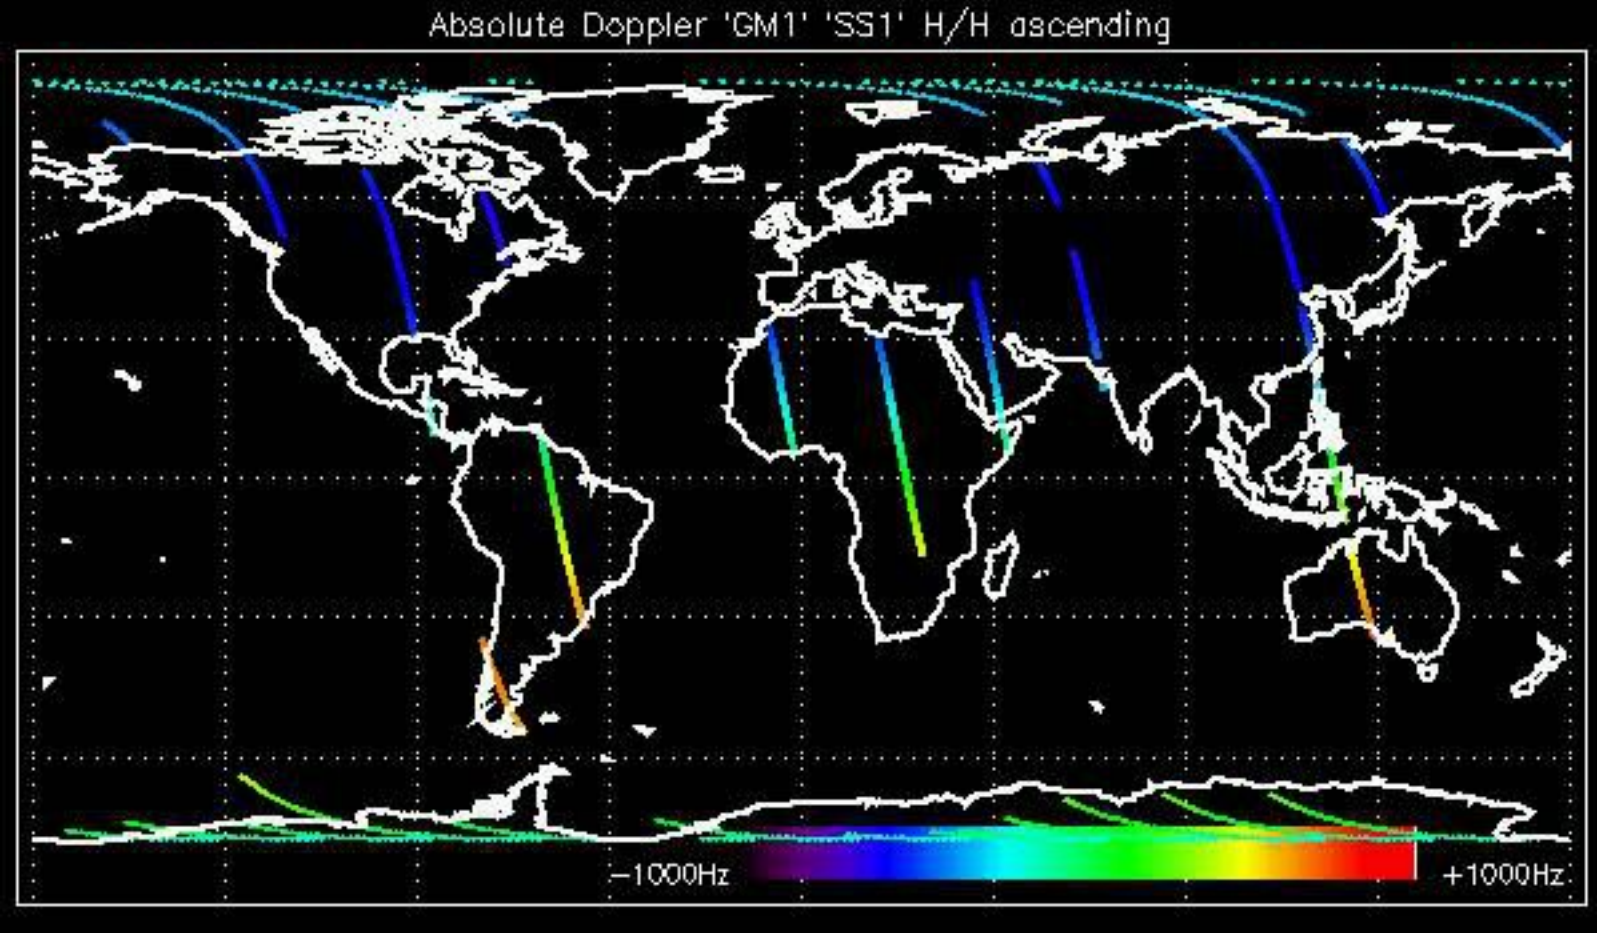 Absolute Doppler 'GM1' 'SS1' H/H ascending
−1000Hz +1000Hz